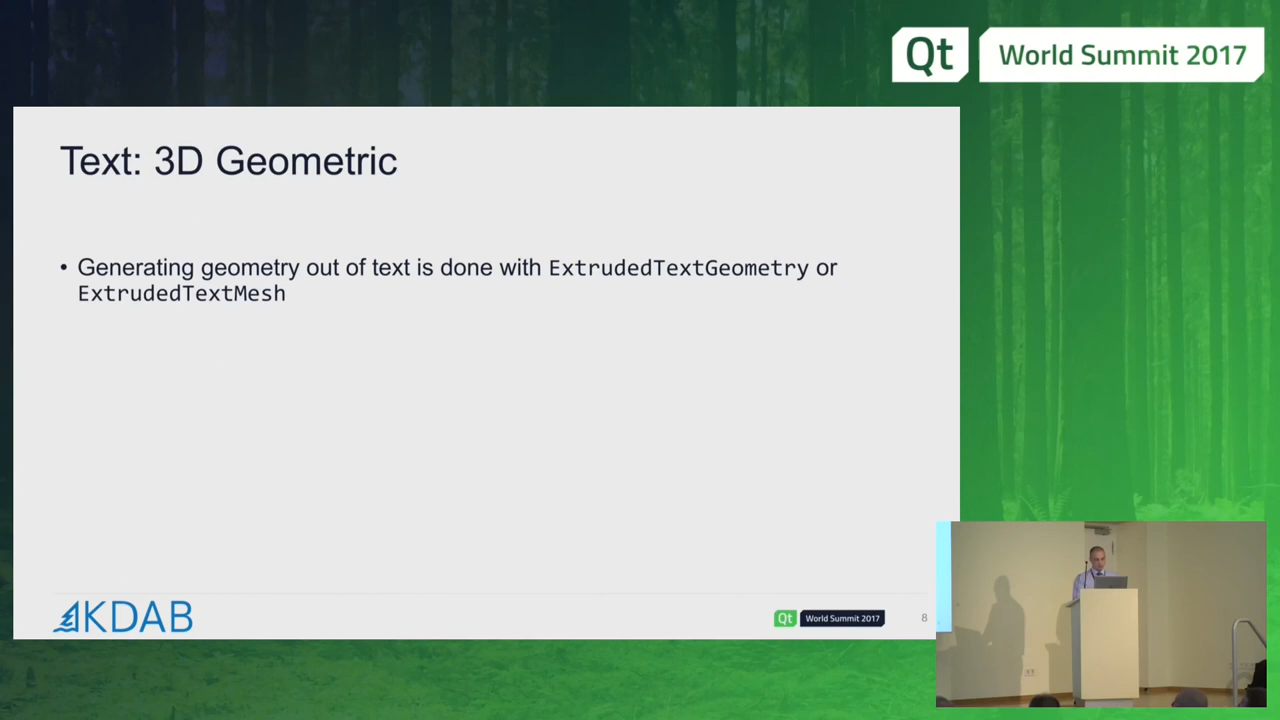 Qt World Summit 2017
Text: 3D Geometric
• Generating geometry out of text is done with ExtrudedTextGeometry or
ExtrudedTextMesh
KDAB
Qt World Summit 2017
8